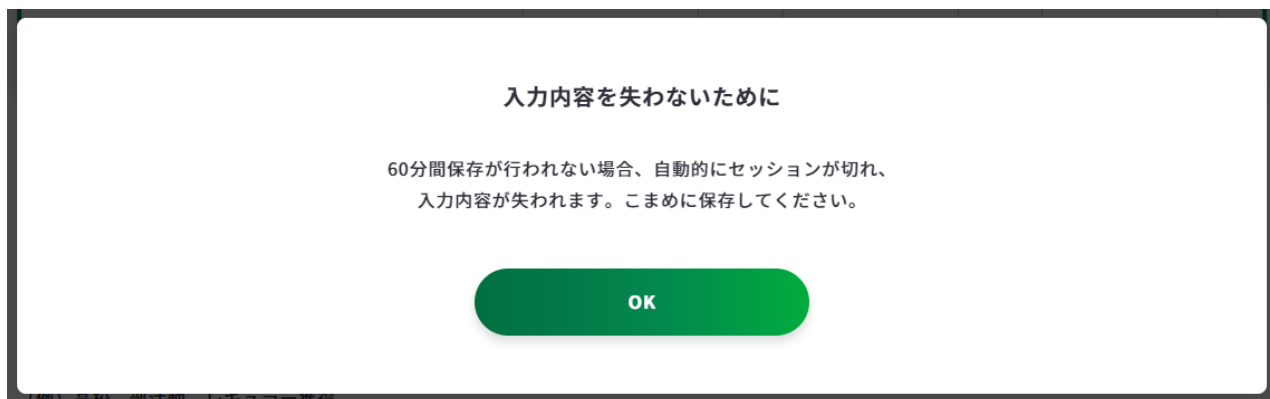 入力内容を失わないために
60分間保存が行われない場合、自動的にセッションが切れ、
入力内容が失われます。こまめに保存してください。
OK